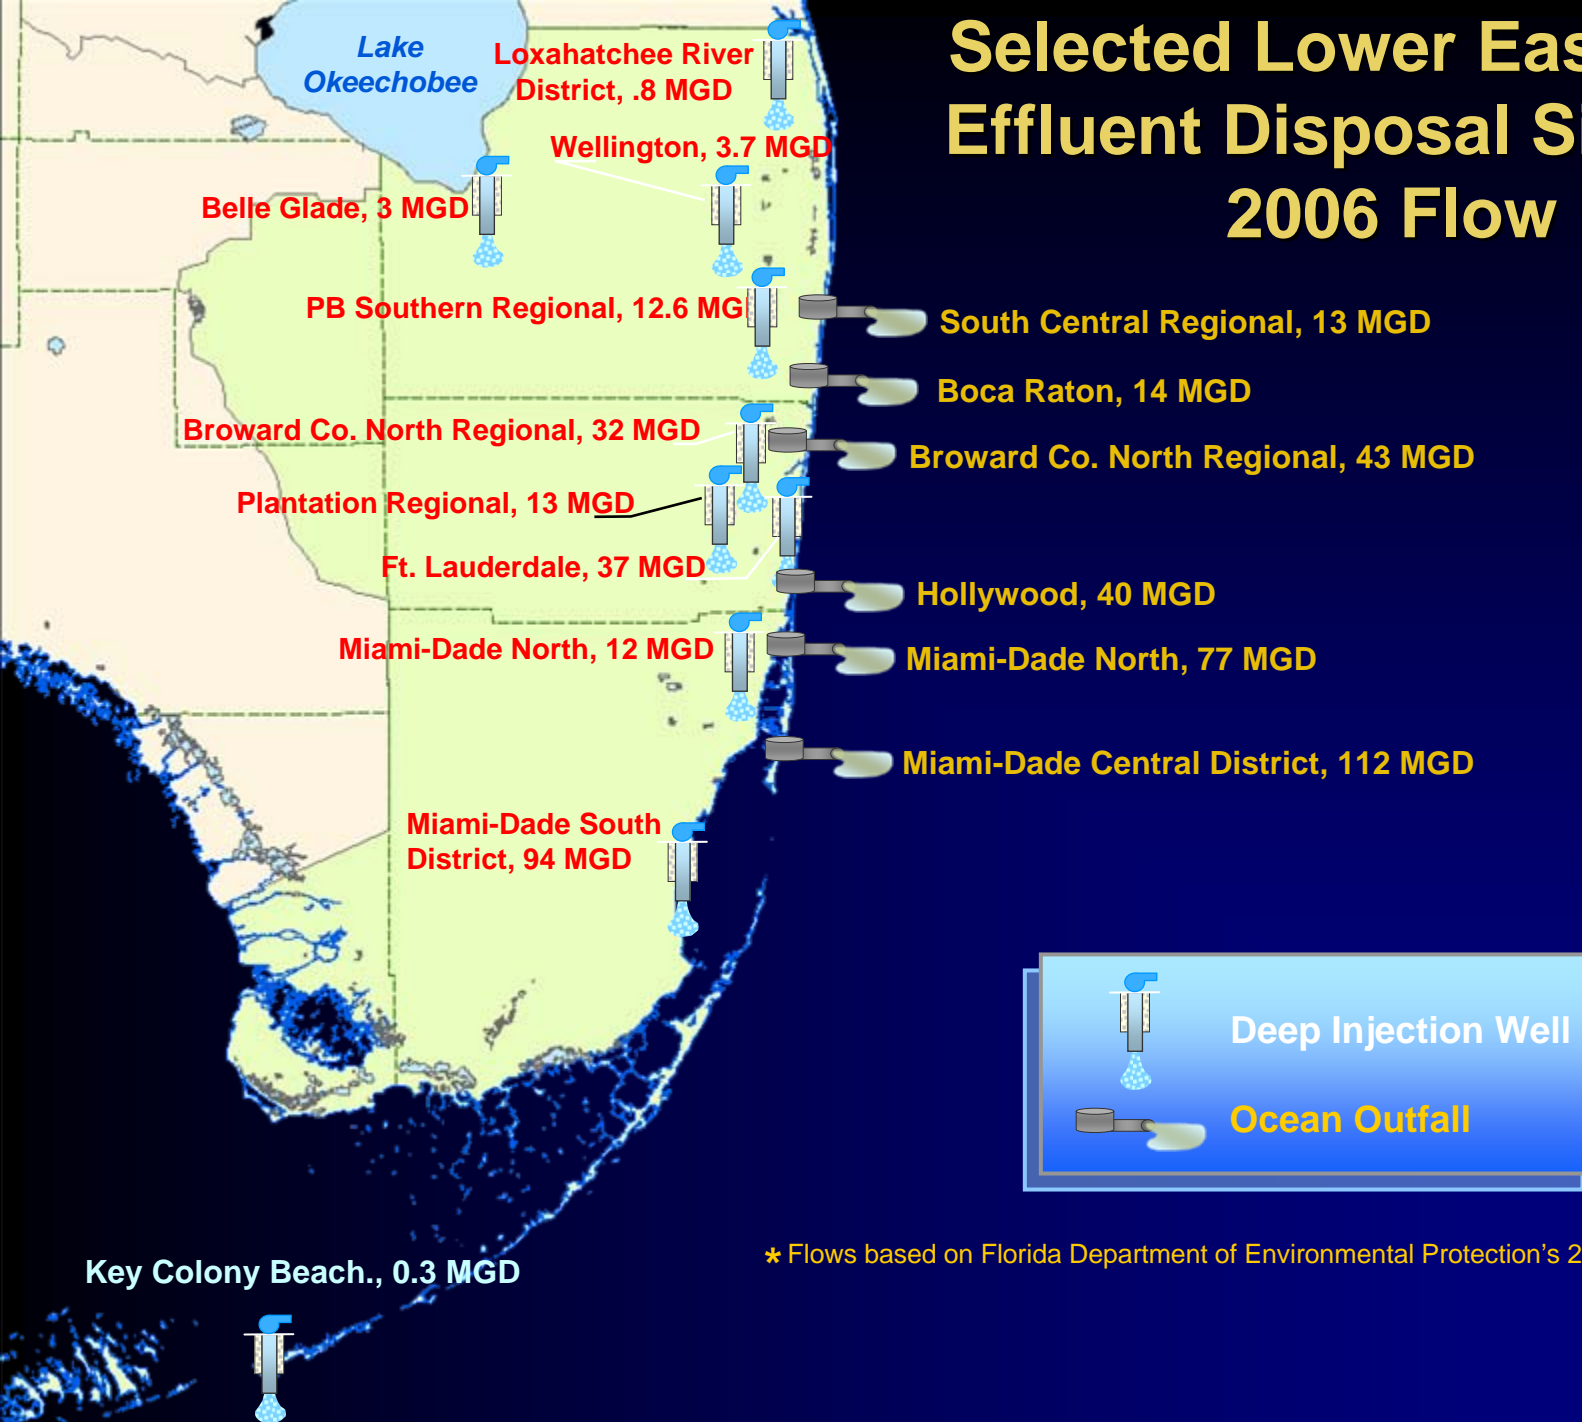 Selected Lower Eas
Effluent Disposal Si
2006 Flow
Lake
Okeechobee
Loxahatchee River
District, .8 MGD
Wellington, 3.7 MGD
Belle Glade, 3 MGD
PB Southern Regional, 12.6 MG
South Central Regional, 13 MGD
Boca Raton, 14 MGD
Broward Co. North Regional, 32 MGD
Broward Co. North Regional, 43 MGD
Plantation Regional, 13 MGD
Ft. Lauderdale, 37 MGD
Hollywood, 40 MGD
Miami-Dade North, 12 MGD
Miami-Dade North, 77 MGD
Miami-Dade Central District, 112 MGD
Miami-Dade South
District, 94 MGD
Deep Injection Well
Ocean Outfall
* Flows based on Florida Department of Environmental Protection’s 2
Key Colony Beach., 0.3 MGD